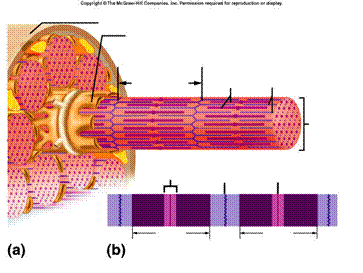 Copyright © The McGraw-Hill Companies, Inc. Permission required for reproduction or display.
(a) (b)